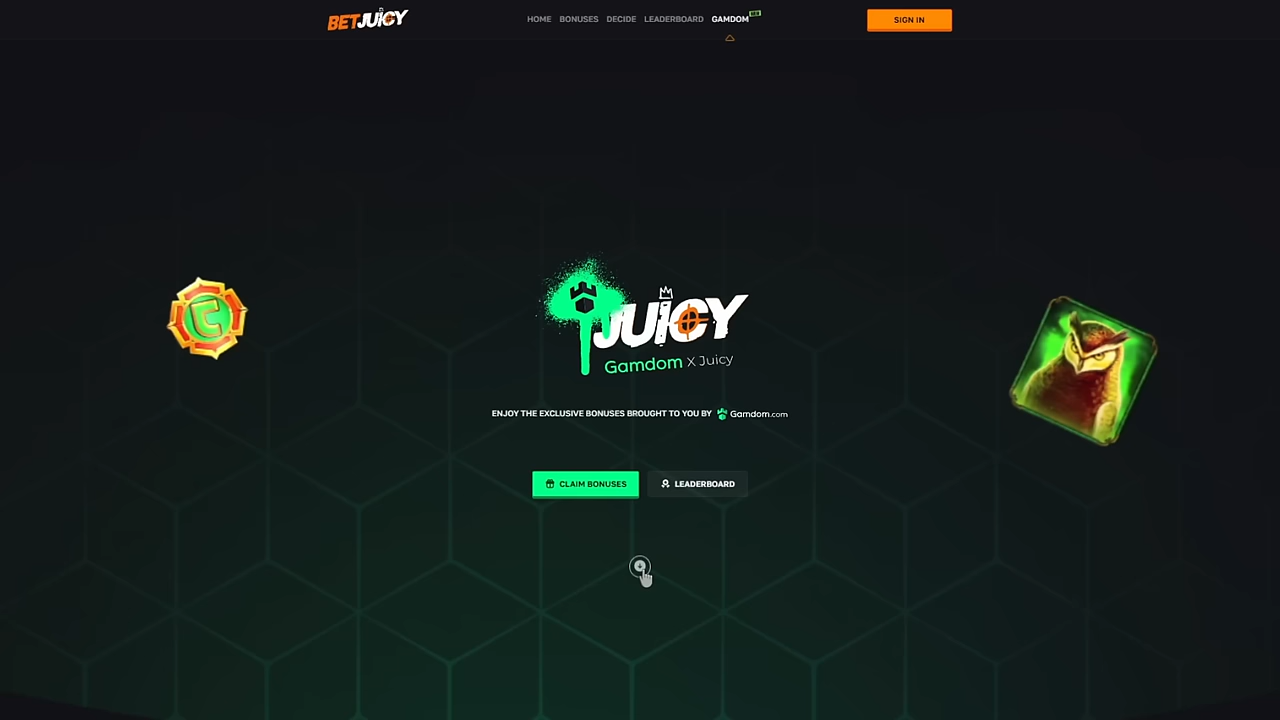 BETJUICY
HOME BONUSES DECIDE LEADERBOARD GAMDOM
SIGN IN
JUICY
Gamdom X Juicy
ENJOY THE EXCLUSIVE BONUSES BROUGHT TO YOU BY Gamdom.com
CLAIM BONUSES
LEADERBOARD